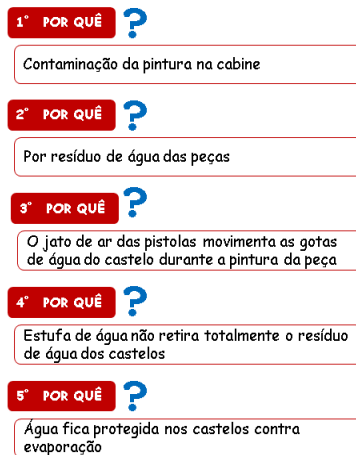 1° POR QUÊ ?
Contaminação da pintura na cabine
2° POR QUÊ ?
Por resíduo de água das peças
3° POR QUÊ ?
O jato de ar das pistolas movimenta as gotas
de água do castelo durante a pintura da peça
4° POR QUÊ ?
Estufa de água não retira totalmente o resíduo
de água dos castelos
5° POR QUÊ ?
Água fica protegida nos castelos contra
evaporação